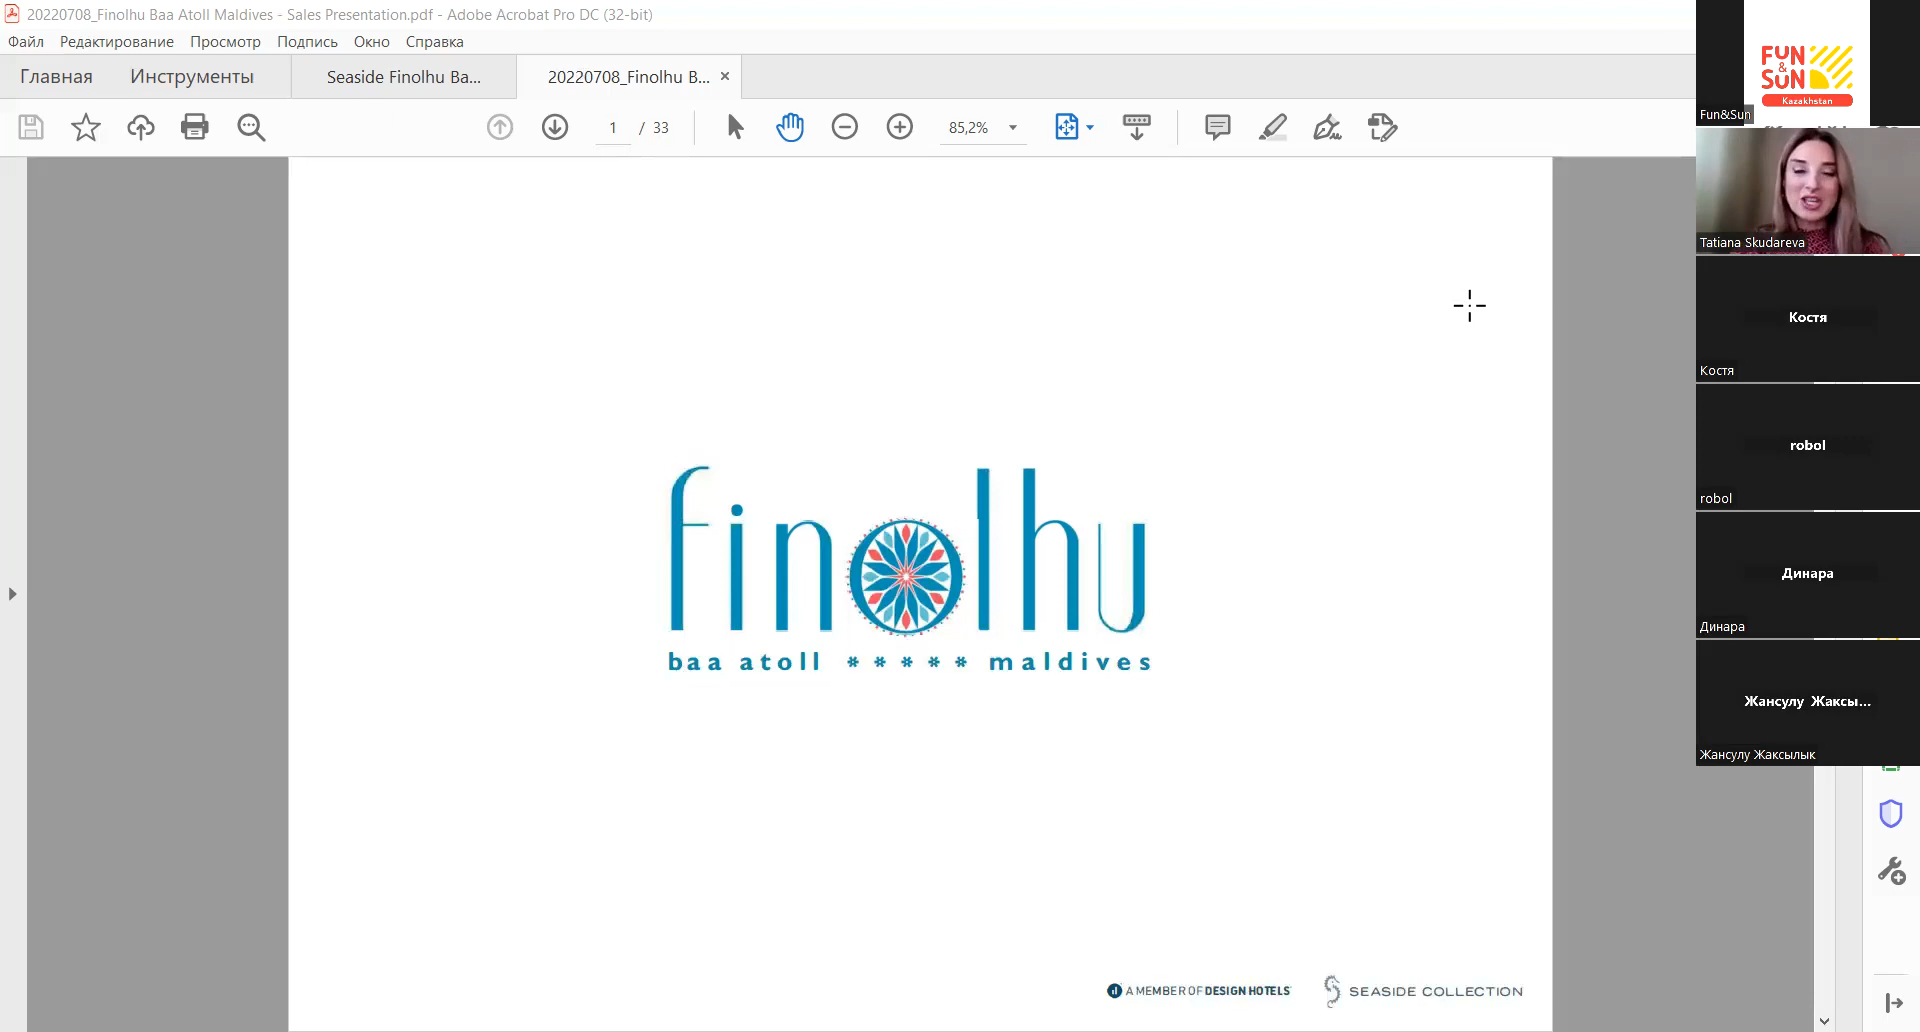 20220708_Finolhu Baa Atoll Maldives - Sales Presentation.pdf - Adobe Acrobat Pro DC (32-bit)
Файл Редактирование Просмотр Подпись Окно Справка
Главная Инструменты Seaside Finolhu Ba... 20220708_Finolhu B... ×
1 / 33 85,2%
FUN
&
SUN
Kazakhstan
Fun&Sun
Tatiana Skudareva
Костя
Костя
robol
robol
Динара
Динара
Жансулу Жаксы...
Жансулу Жаксылык
finolhu
baa atoll * * * * * maldives
A MEMBER OF DESIGN HOTELS
SEASIDE COLLECTION